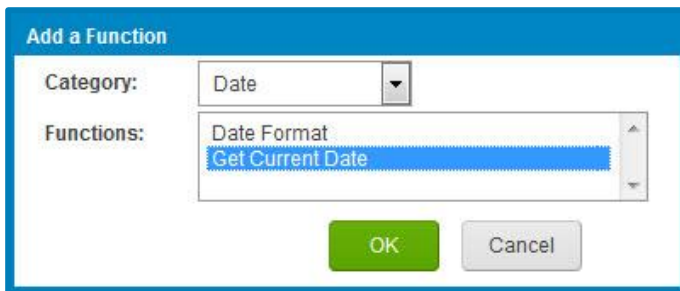 Add a Function
Category: Date
Functions: Date Format
Get Current Date
OK Cancel